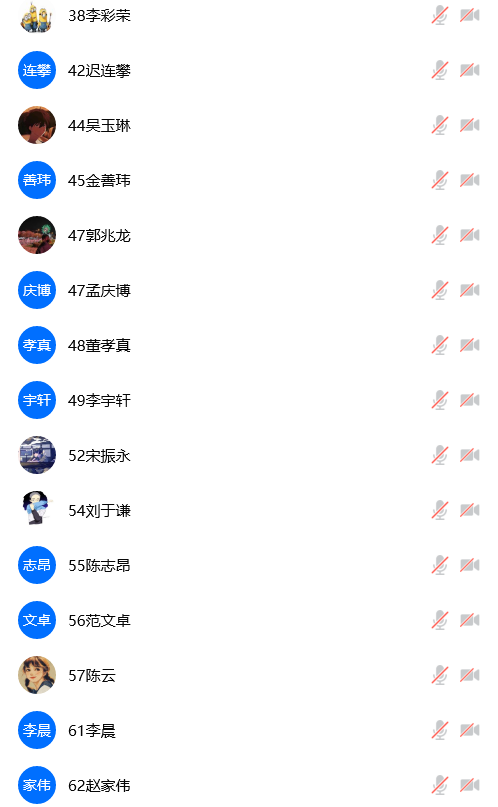 38李彩荣
连攀 42迟连攀
44吴玉琳
善玮 45金善玮
47郭兆龙
庆博 47孟庆博
孝真 48董孝真
宇轩 49李宇轩
52宋振永
54刘于谦
志昂 55陈志昂
文卓 56范文卓
57陈云
李晨 61李晨
家伟 62赵家伟